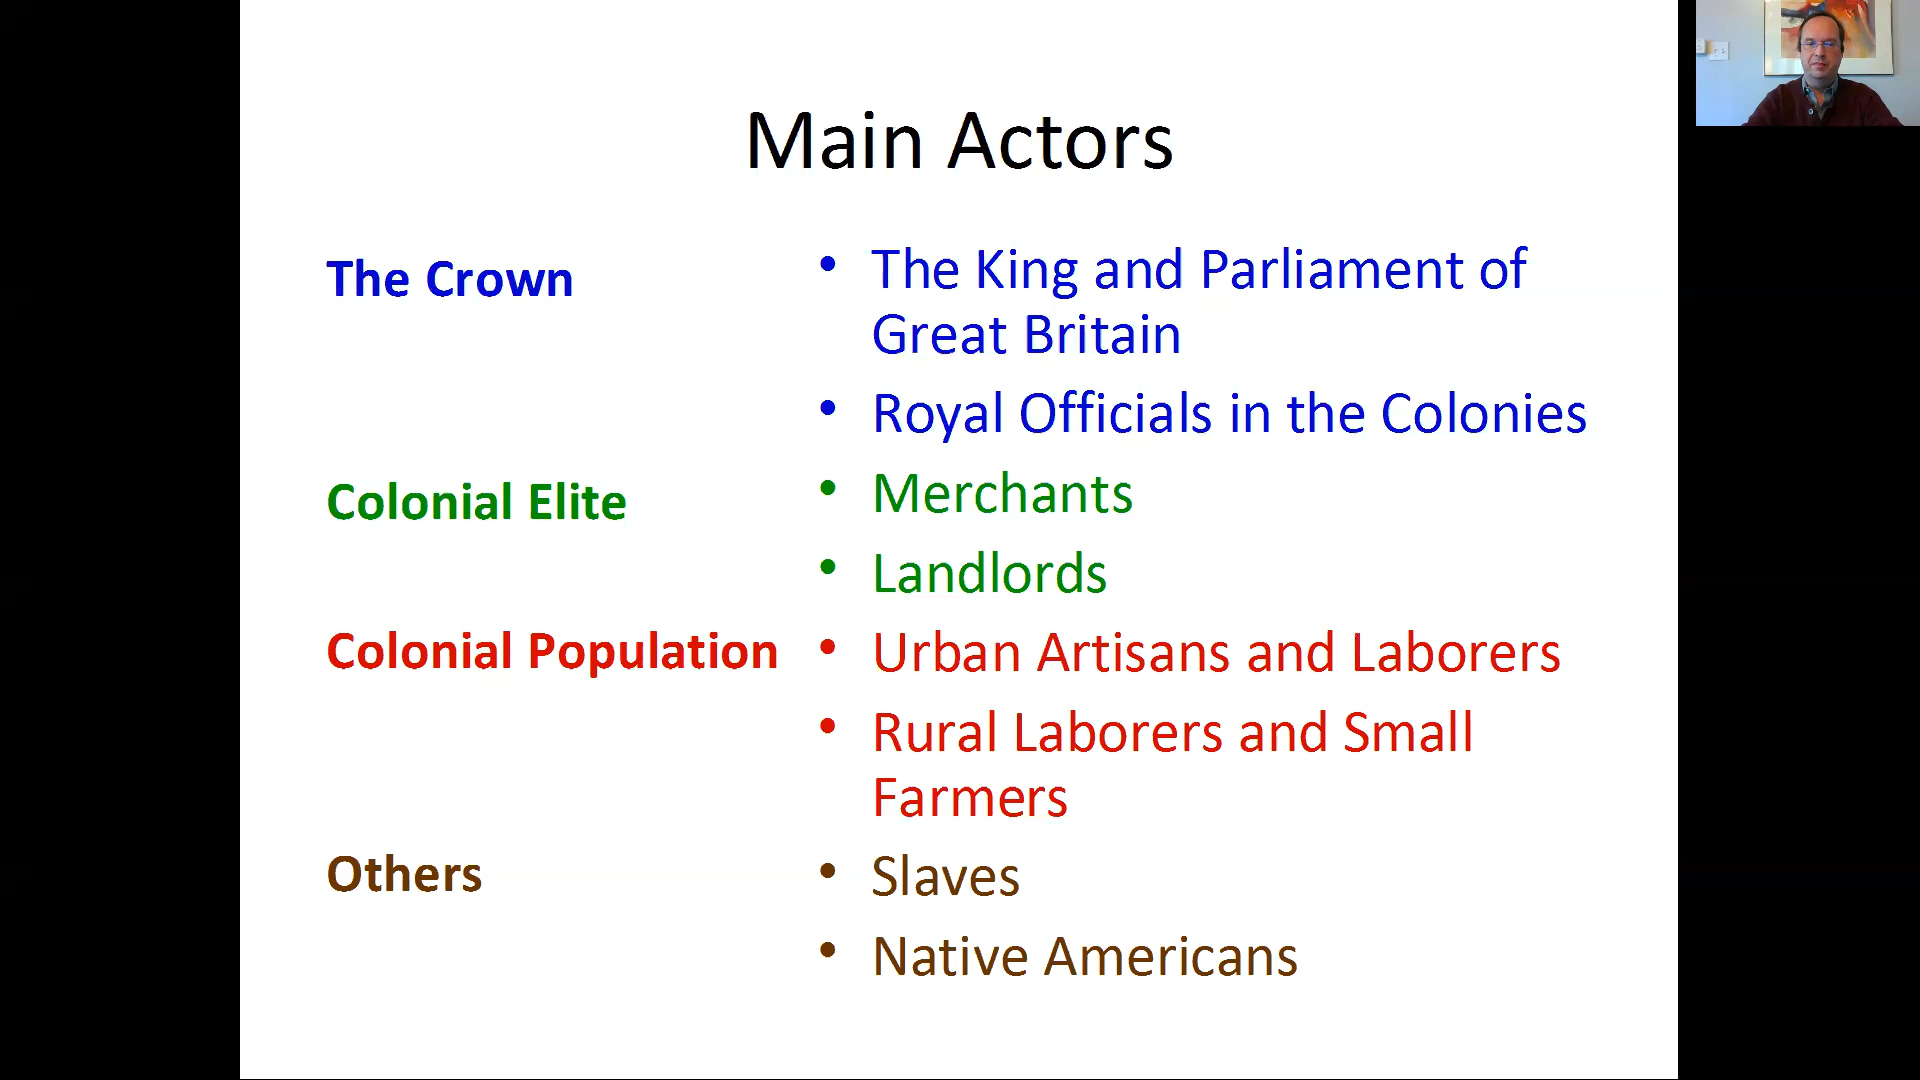 Main Actors
The Crown
• The King and Parliament of
Great Britain
• Royal Officials in the Colonies
Colonial Elite
• Merchants
• Landlords
Colonial Population
• Urban Artisans and Laborers
• Rural Laborers and Small
Farmers
Others
• Slaves
• Native Americans